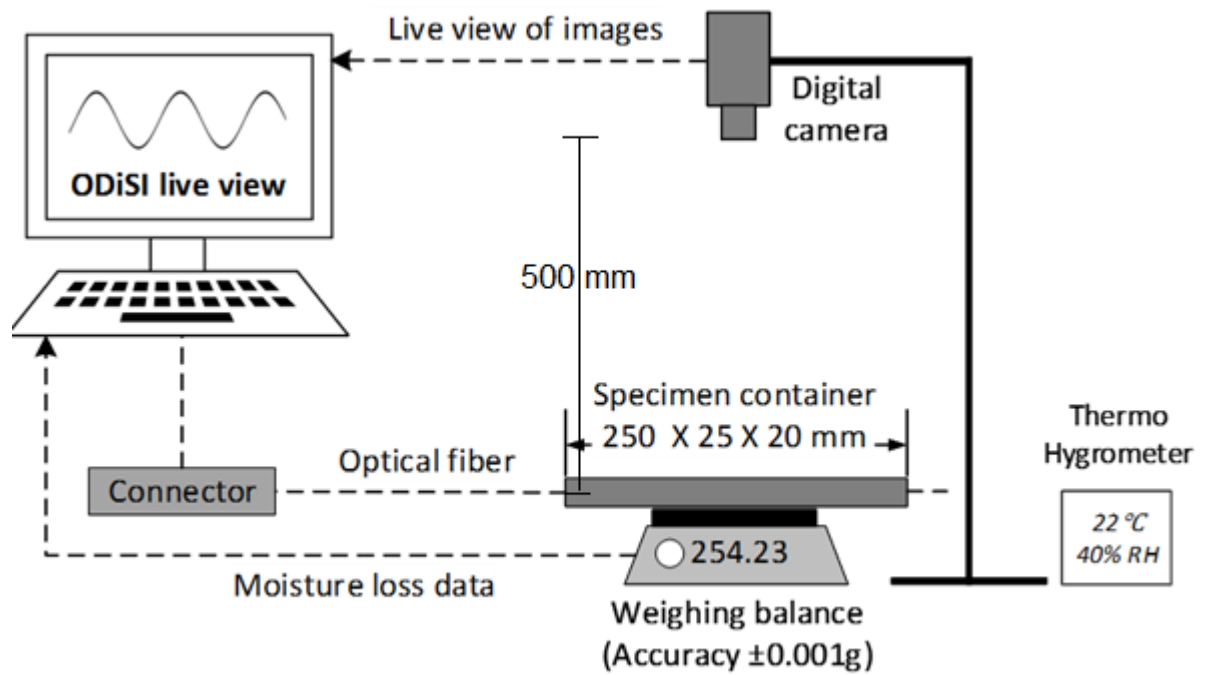 Live view of images
Digital
camera
ODiSI live view
500 mm
Specimen container
250 X 25 X 20 mm
Thermo
Hygrometer
Optical fiber
Connector
22 °C
40% RH
254.23
Moisture loss data
Weighing balance
(Accuracy ±0.001g)